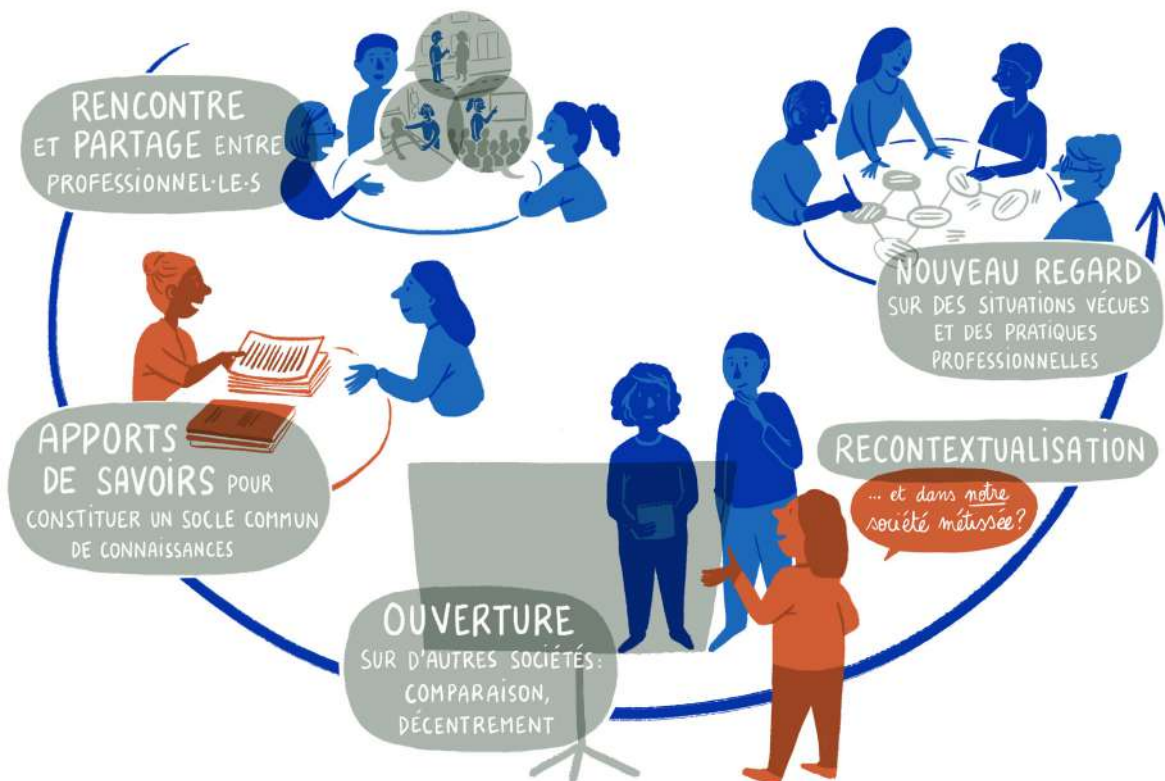 RENCONTRE
ET PARTAGE ENTRE
PROFESSIONNEL·LE·S
APPORTS
DE SAVOIRS POUR
CONSTITUER UN SOCLE COMMUN
DE CONNAISSANCES
OUVERTURE
SUR D'AUTRES SOCIÉTÉS:
COMPARAISON,
DÉCENTREMENT
RECONTEXTUALISATION
... et dans notre
société métissée?
NOUVEAU REGARD
SUR DES SITUATIONS VÉCUES
ET DES PRATIQUES
PROFESSIONNELLES